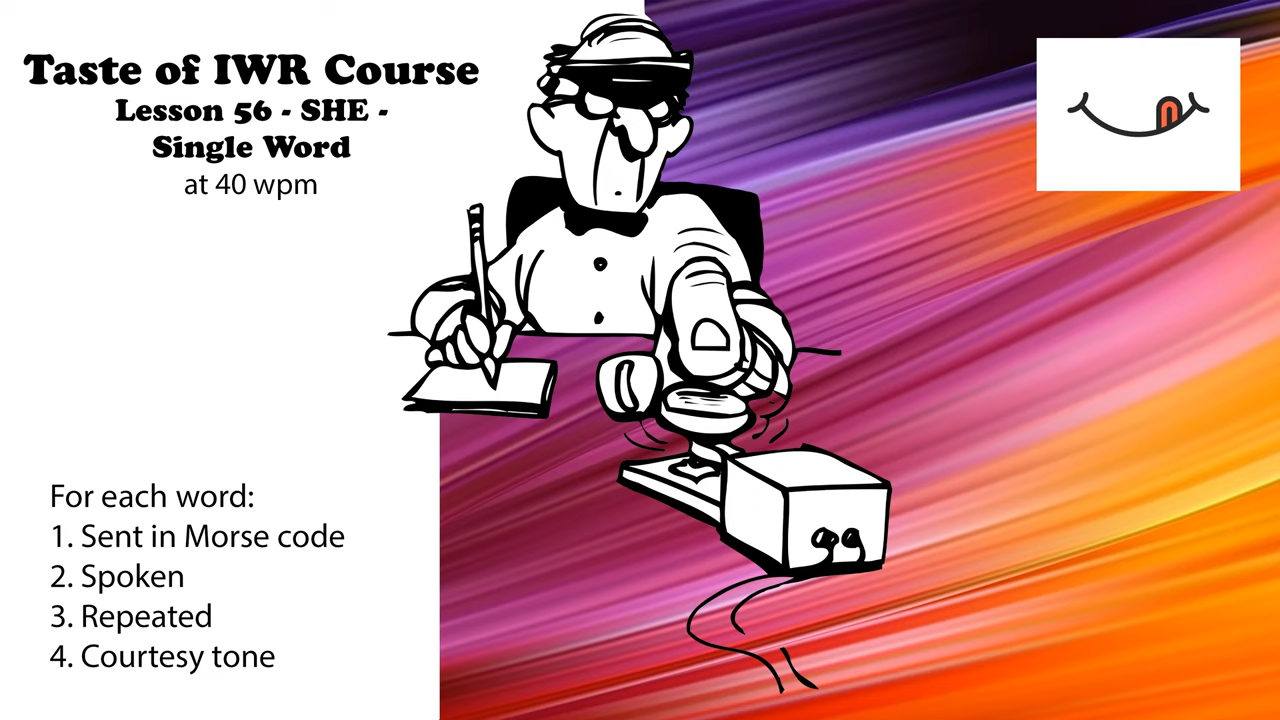 Taste of IWR Course
Lesson 56 - SHE -
Single Word
at 40 wpm
For each word:
1. Sent in Morse code
2. Spoken
3. Repeated
4. Courtesy tone